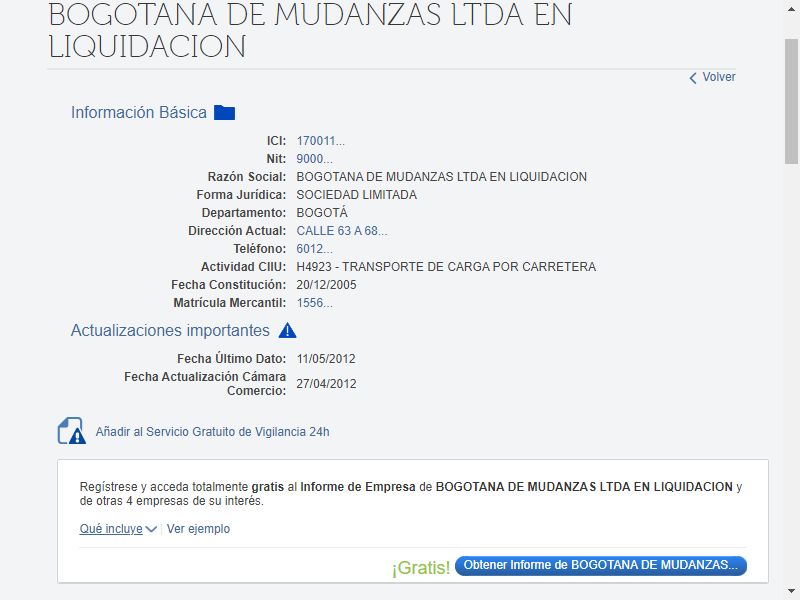 BOGOTANA DE MUDANZAS LTDA EN
LIQUIDACION
Volver
Información Básica
ICI: 170011...
Nit: 9000...
Razón Social: BOGOTANA DE MUDANZAS LTDA EN LIQUIDACION
Forma Jurídica: SOCIEDAD LIMITADA
Departamento: BOGOTÁ
Dirección Actual: CALLE 63 A 68...
Teléfono: 6012...
Actividad CIIU: H4923 - TRANSPORTE DE CARGA POR CARRETERA
Fecha Constitución: 20/12/2005
Matrícula Mercantil: 1556...
Actualizaciones importantes
Fecha Último Dato: 11/05/2012
Fecha Actualización Cámara
Comercio: 27/04/2012
Añadir al Servicio Gratuito de Vigilancia 24h
Regístrese y acceda totalmente gratis al Informe de Empresa de BOGOTANA DE MUDANZAS LTDA EN LIQUIDACION y
de otras 4 empresas de su interés.
Qué incluye | Ver ejemplo
¡Gratis! Obtener Informe de BOGOTANA DE MUDANZAS...